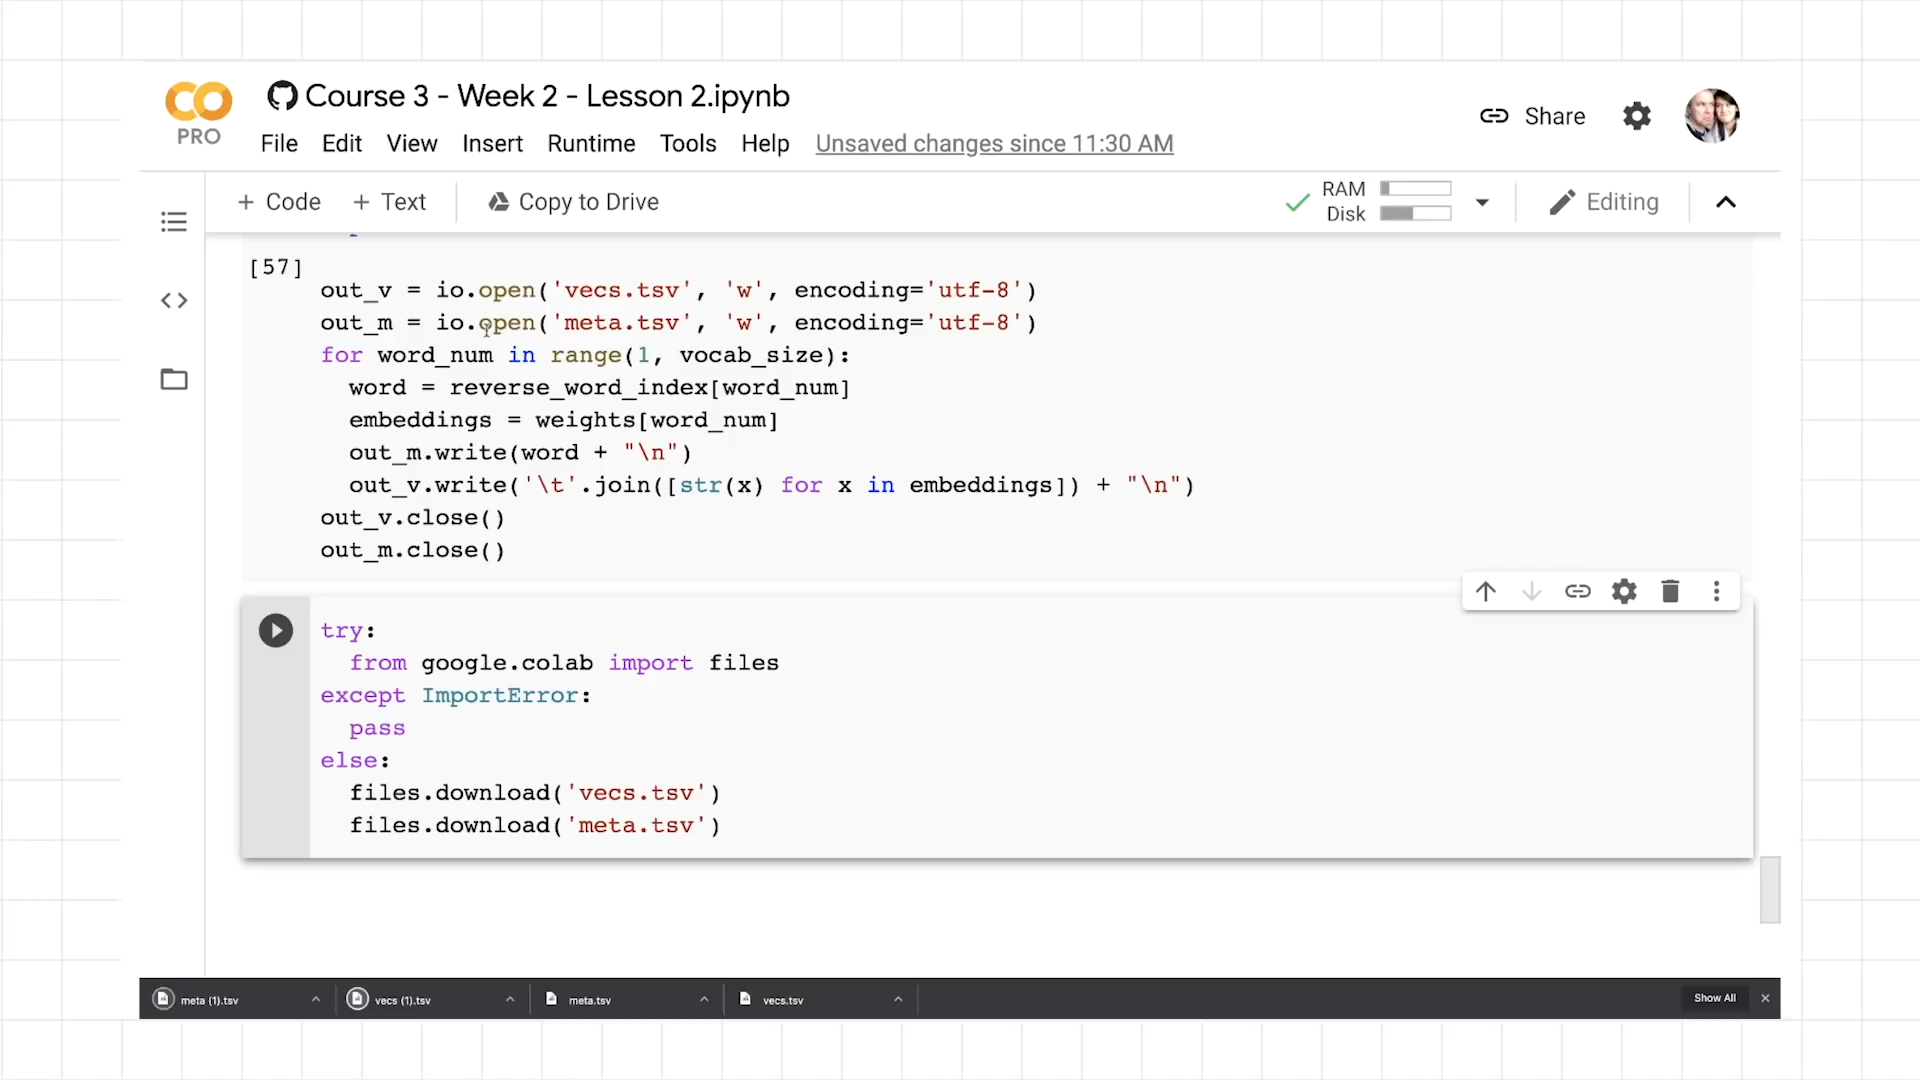 Course 3 - Week 2 - Lesson 2.ipynb
PRO
File Edit View Insert Runtime Tools Help Unsaved changes since 11:30 AM
Share
+ Code + Text Copy to Drive
RAM
Disk
Editing
[57]
out_v = io.open('vecs.tsv', 'w', encoding='utf-8')
out_m = io.open('meta.tsv', 'w', encoding='utf-8')
for word_num in range(1, vocab_size):
  word = reverse_word_index[word_num]
  embeddings = weights[word_num]
  out_m.write(word + "\n")
  out_v.write('\t'.join([str(x) for x in embeddings]) + "\n")
out_v.close()
out_m.close()
try:
  from google.colab import files
except ImportError:
  pass
else:
  files.download('vecs.tsv')
  files.download('meta.tsv')
meta (1).tsv vecs (1).tsv meta.tsv vecs.tsv Show All